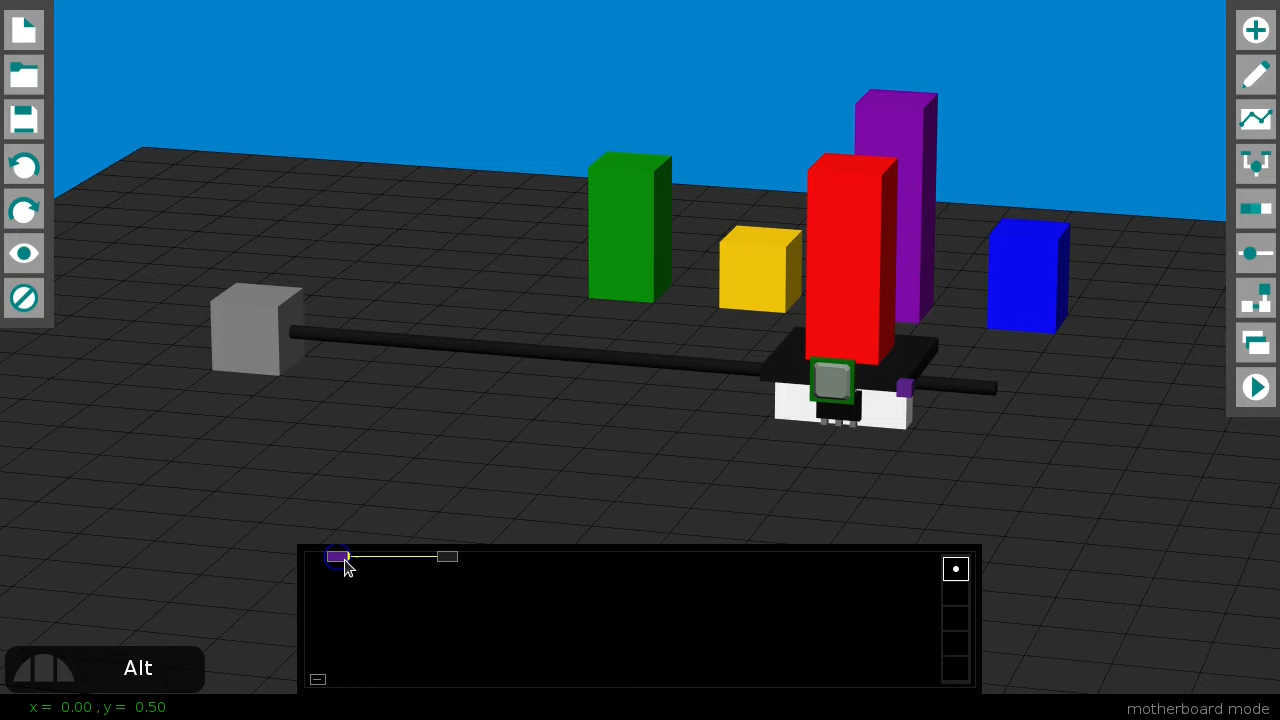 Alt
x = 0.00 , y = 0.50
motherboard mode